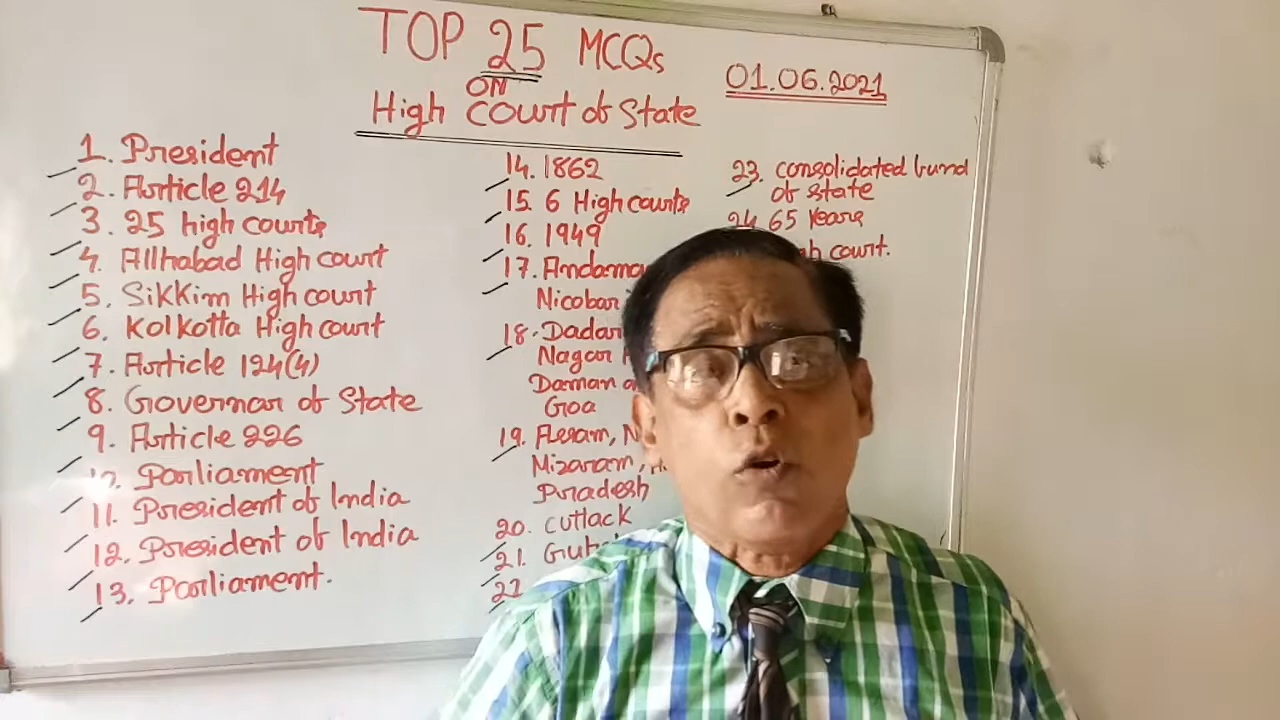 TOP 25 MCQs
ON
High Court of State
01.06.2021
1. President
2. Article 214
3. 25 high courts
4. Allhabad High court
5. Sikkim High court
6. Kolkotta High court
7. Article 124(4)
8. Governor of State
9. Article 226
Parliament
11. President of India
12. President of India
13. Parliament.
14. 1862
15. 6 High courts
16. 1949
17. Andama
Nicobar
18. Dadar
Nagar
Daman
Goa
19. Assam, N
Mizoram,
Pradesh
20. Cuttack
21.
22
23. consolidated fund
of state
24 65 Years
court.